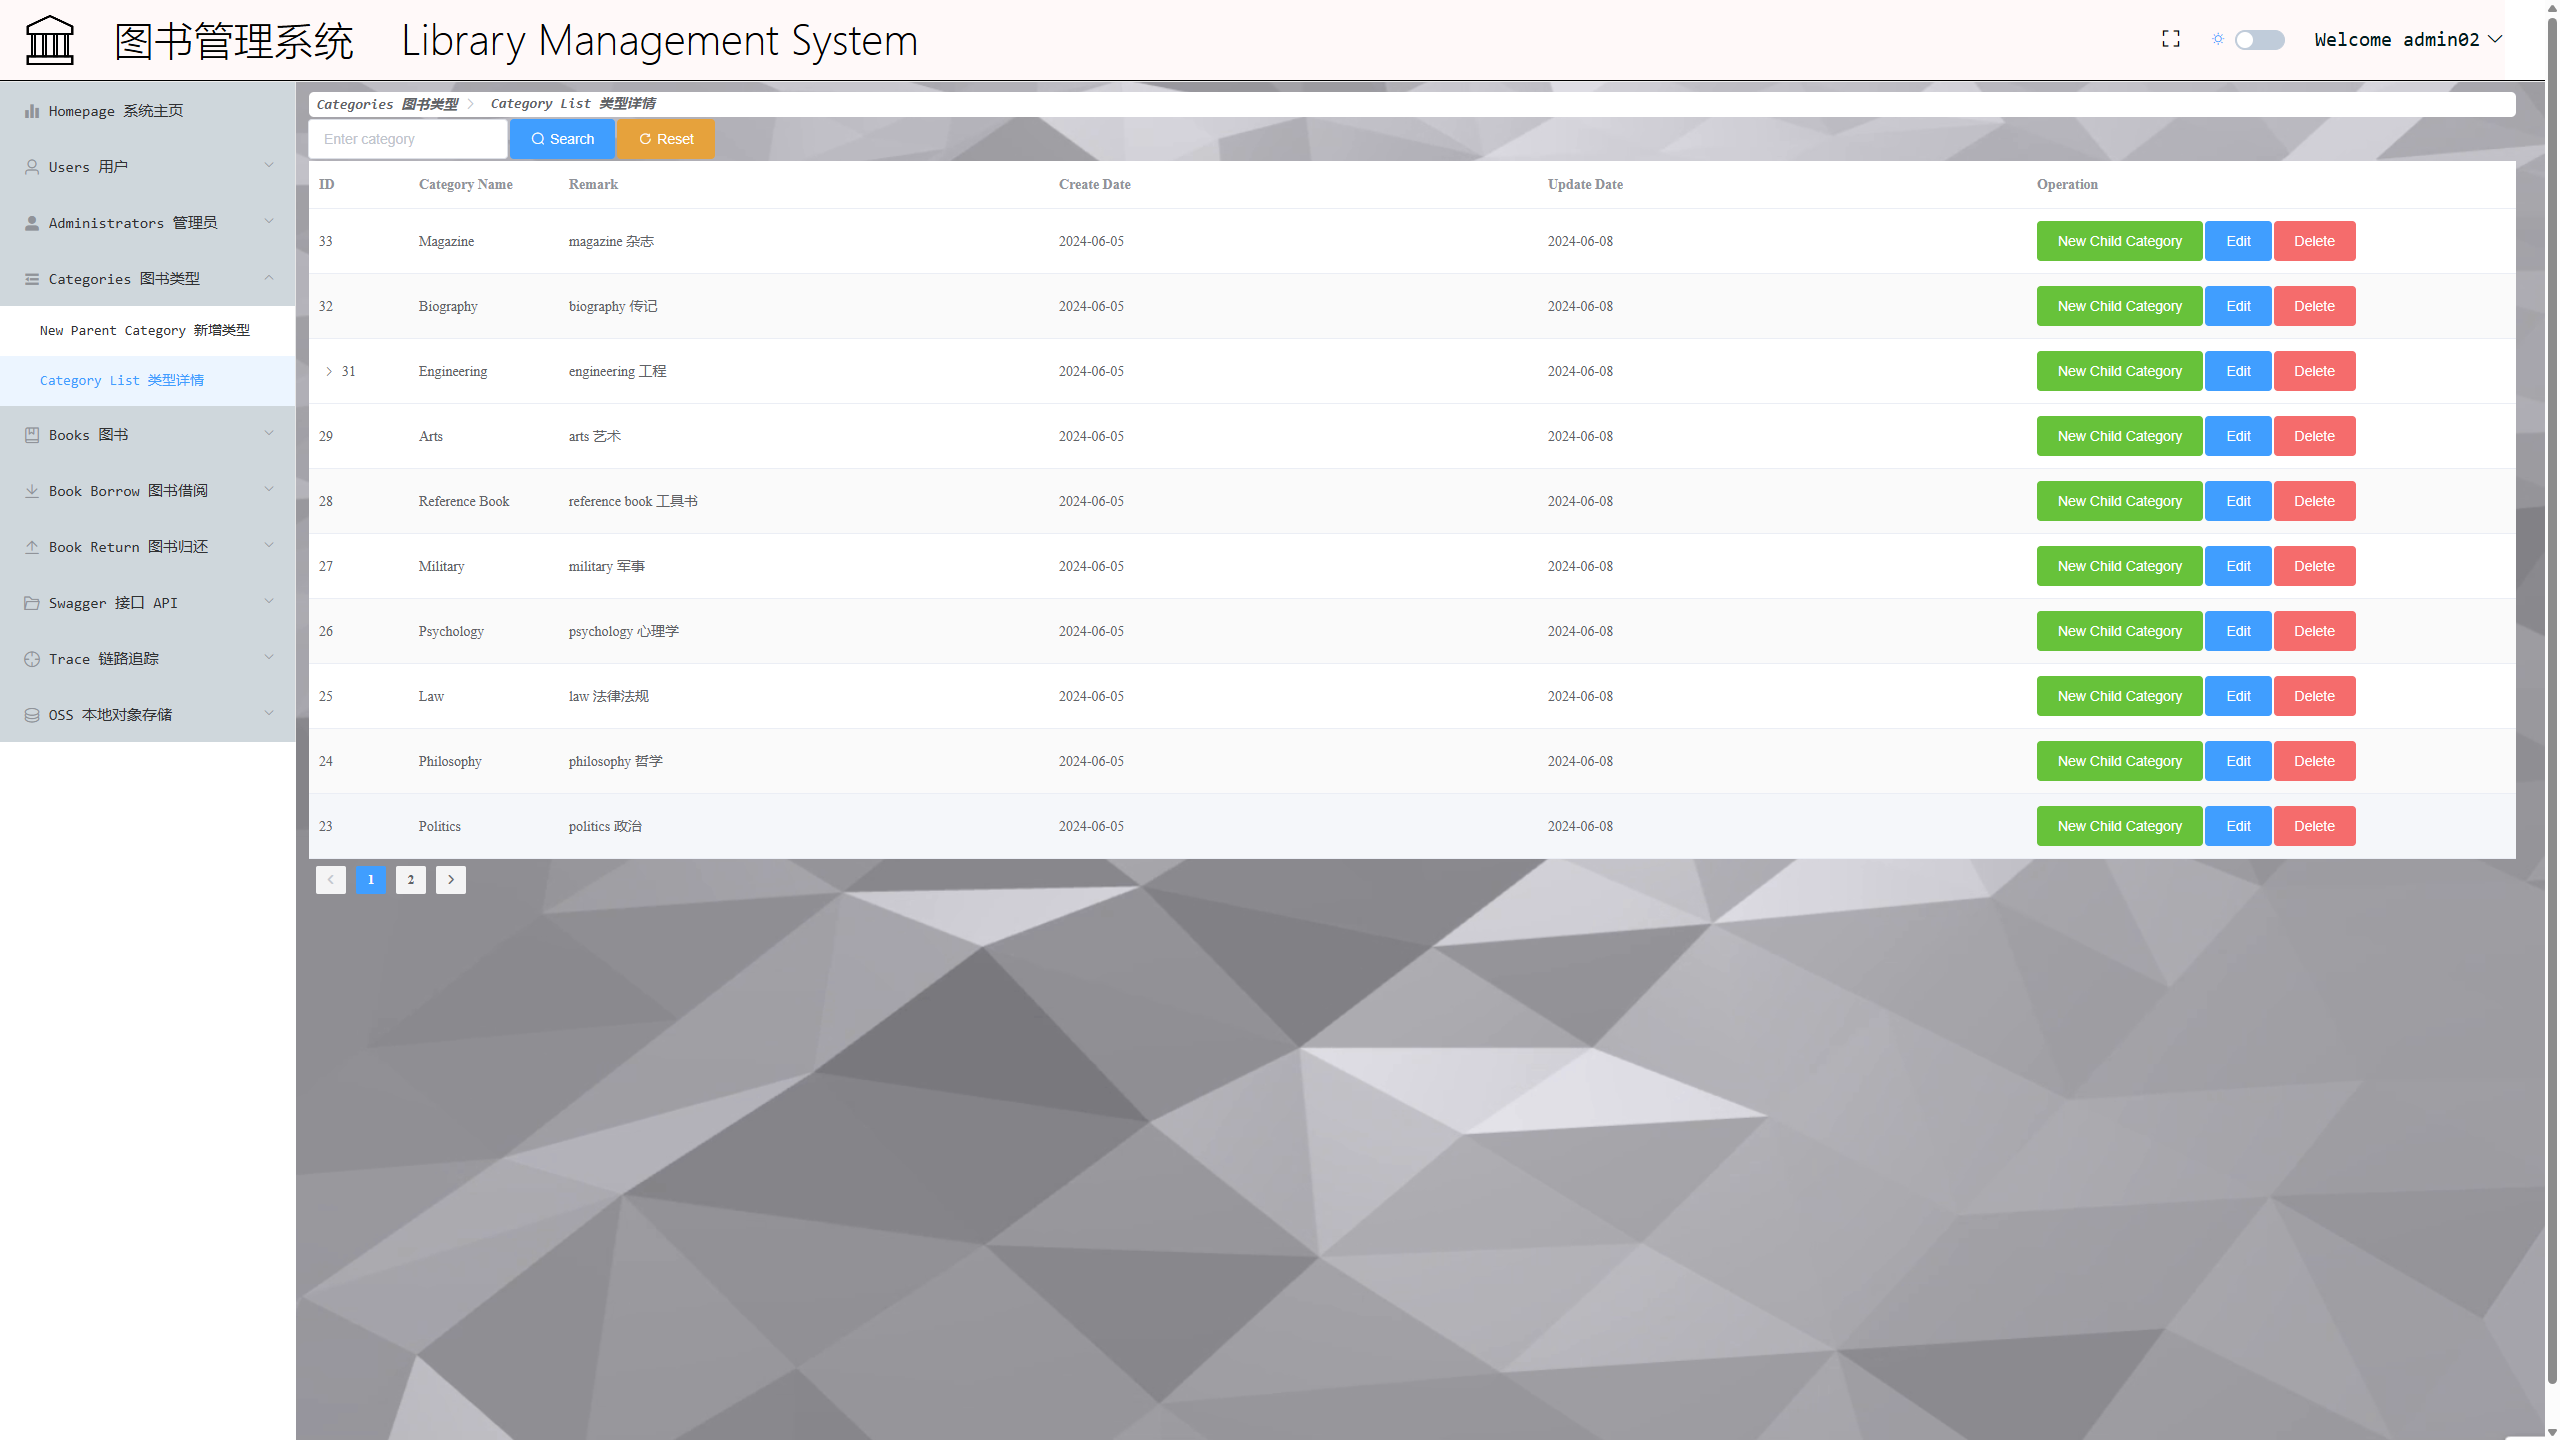 图书管理系统 Library Management System
Welcome admin02
Homepage 系统主页
Users 用户
Administrators 管理员
Categories 图书类型
New Parent Category 新增类型
Category List 类型详情
Books 图书
Book Borrow 图书借阅
Book Return 图书归还
Swagger 接口 API
Trace 链路追踪
OSS 本地对象存储
Categories 图书类型 Category List 类型详情
Enter category Search Reset
ID Category Name Remark Create Date Update Date Operation
33 Magazine magazine 杂志 2024-06-05 2024-06-08 New Child Category Edit Delete
32 Biography biography 传记 2024-06-05 2024-06-08 New Child Category Edit Delete
31 Engineering engineering 工程 2024-06-05 2024-06-08 New Child Category Edit Delete
29 Arts arts 艺术 2024-06-05 2024-06-08 New Child Category Edit Delete
28 Reference Book reference book 工具书 2024-06-05 2024-06-08 New Child Category Edit Delete
27 Military military 军事 2024-06-05 2024-06-08 New Child Category Edit Delete
26 Psychology psychology 心理学 2024-06-05 2024-06-08 New Child Category Edit Delete
25 Law law 法律法规 2024-06-05 2024-06-08 New Child Category Edit Delete
24 Philosophy philosophy 哲学 2024-06-05 2024-06-08 New Child Category Edit Delete
23 Politics politics 政治 2024-06-05 2024-06-08 New Child Category Edit Delete
1 2